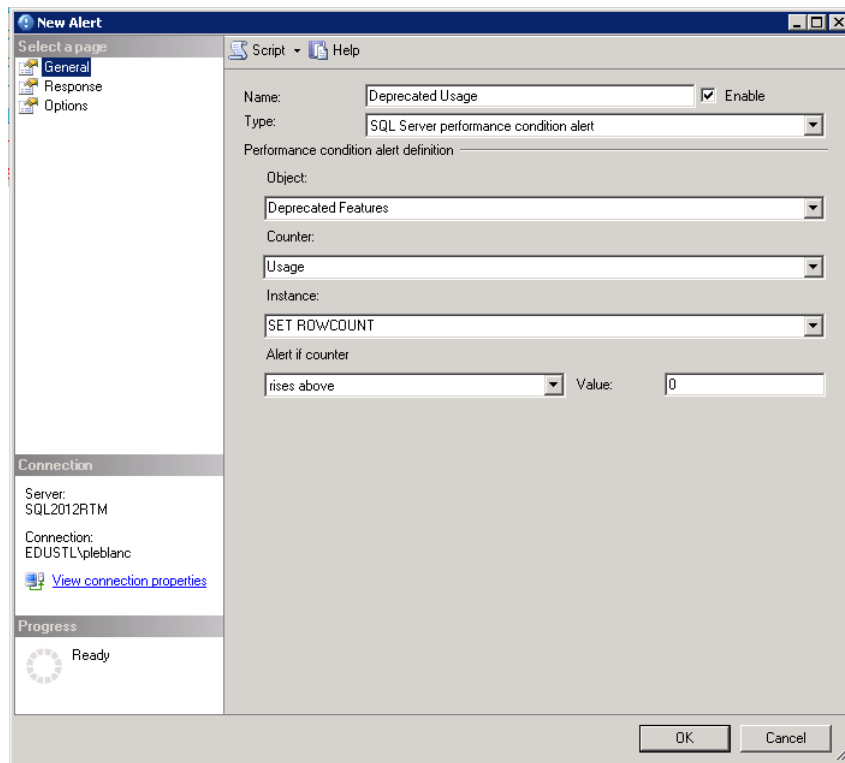 New Alert
Select a page
General
Response
Options
Script
Help
Name: Deprecated Usage Enable
Type: SQL Server performance condition alert
Performance condition alert definition
Object:
Deprecated Features
Counter:
Usage
Instance:
SET ROWCOUNT
Alert if counter
rises above Value: 0
Connection
Server:
SQL2012RTM
Connection:
EDUSTL\pleblanc
View connection properties
Progress
Ready
OK Cancel